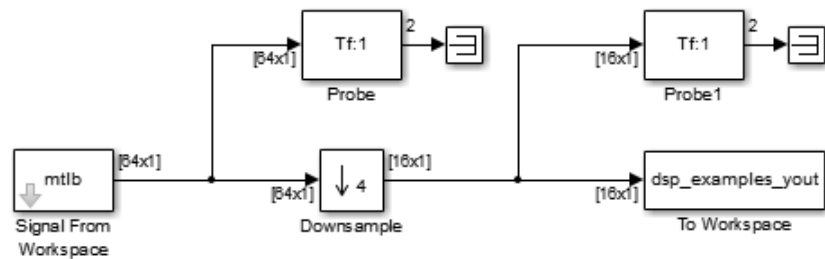 Tf:1
2
[64x1]
Probe
Tf:1
2
[16x1]
Probe1
mtlb
[64x1]
Signal From
Workspace
[64x1]
4
[16x1]
Downsample
dsp_examples_yout
[16x1]
To Workspace